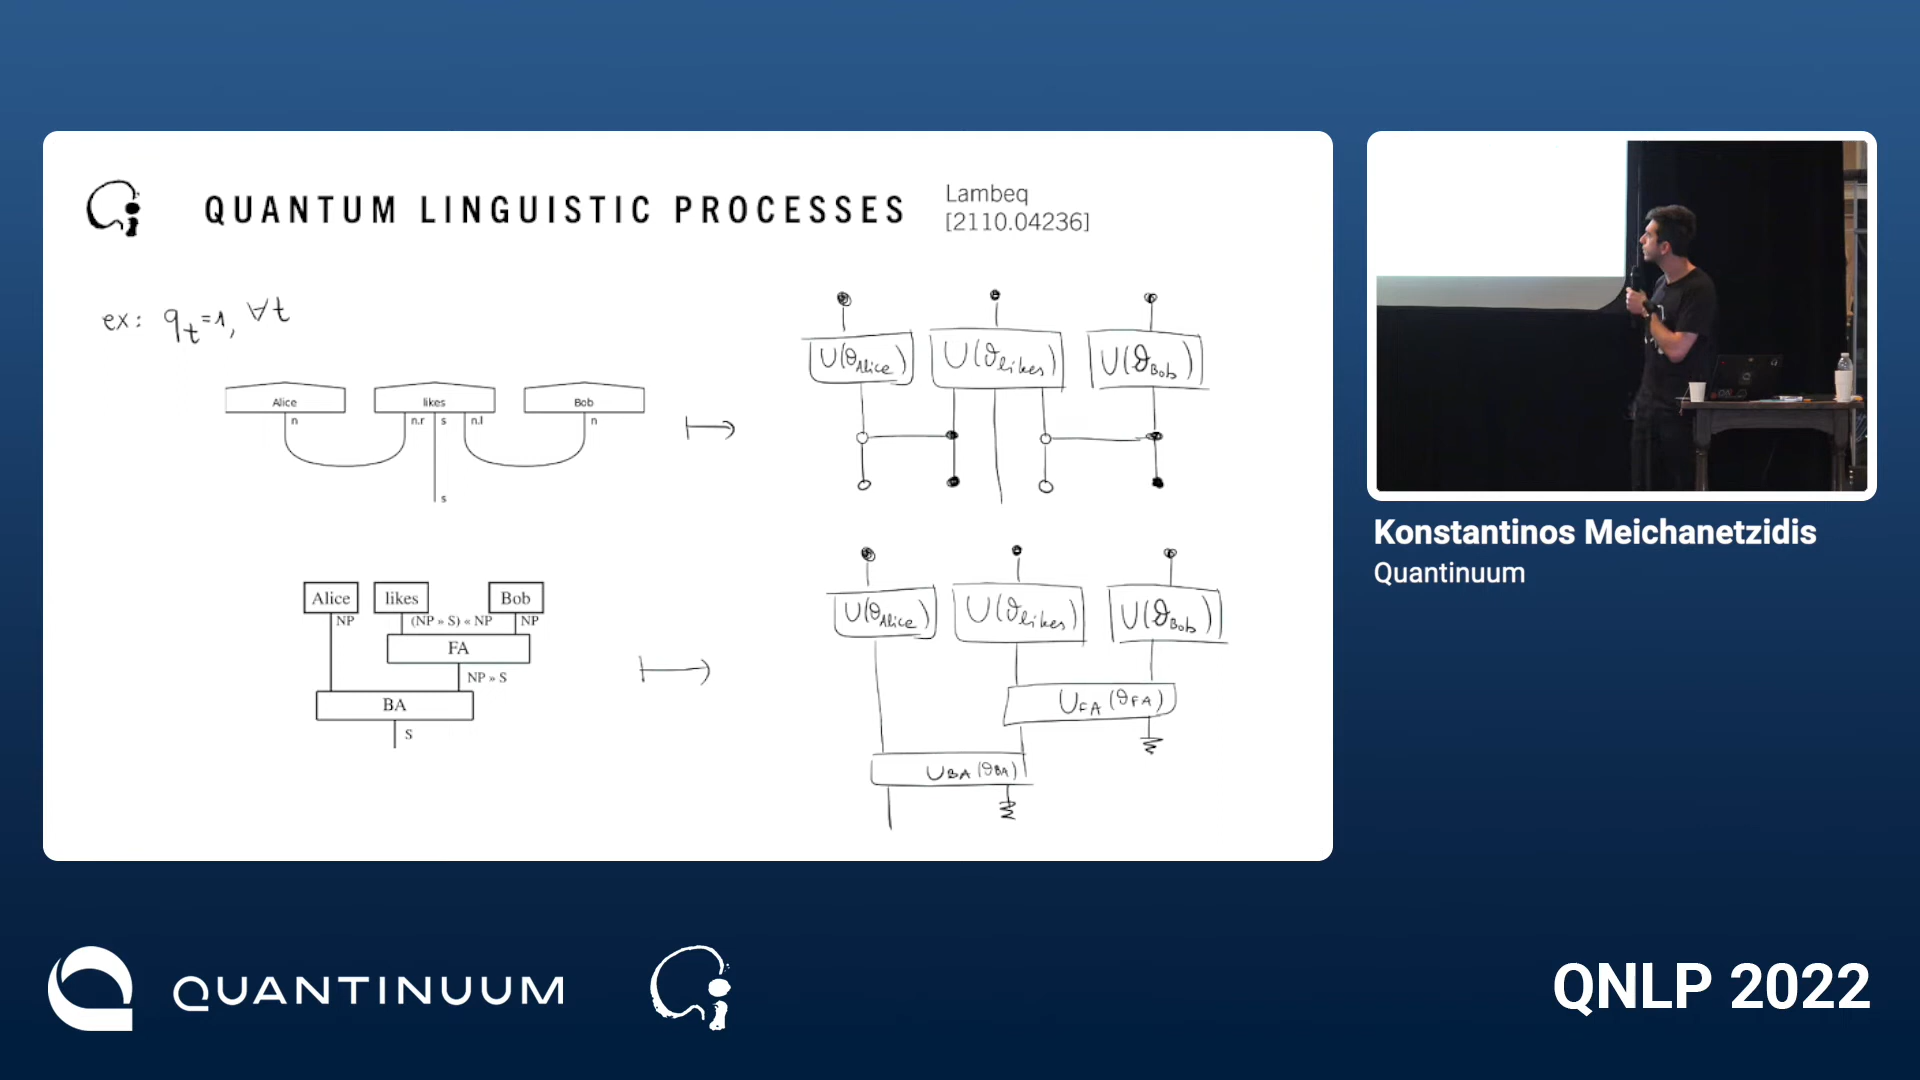 QUANTUM LINGUISTIC PROCESSES
Lambeq
[2110.04236]
ex: q_t=1, ∀t
Alice likes Bob
n n.r s n.l n
s
U(θ_Alice) U(θ_likes) U(θ_Bob)
Alice likes Bob
NP (NP » S) « NP NP
FA
NP » S
BA
S
U(θ_Alice) U(θ_likes) U(θ_Bob)
U_FA(θ_FA)
U_BA(θ_BA)
Konstantinos Meichanetzidis
Quantinuum
QUANTINUUM
QNLP 2022